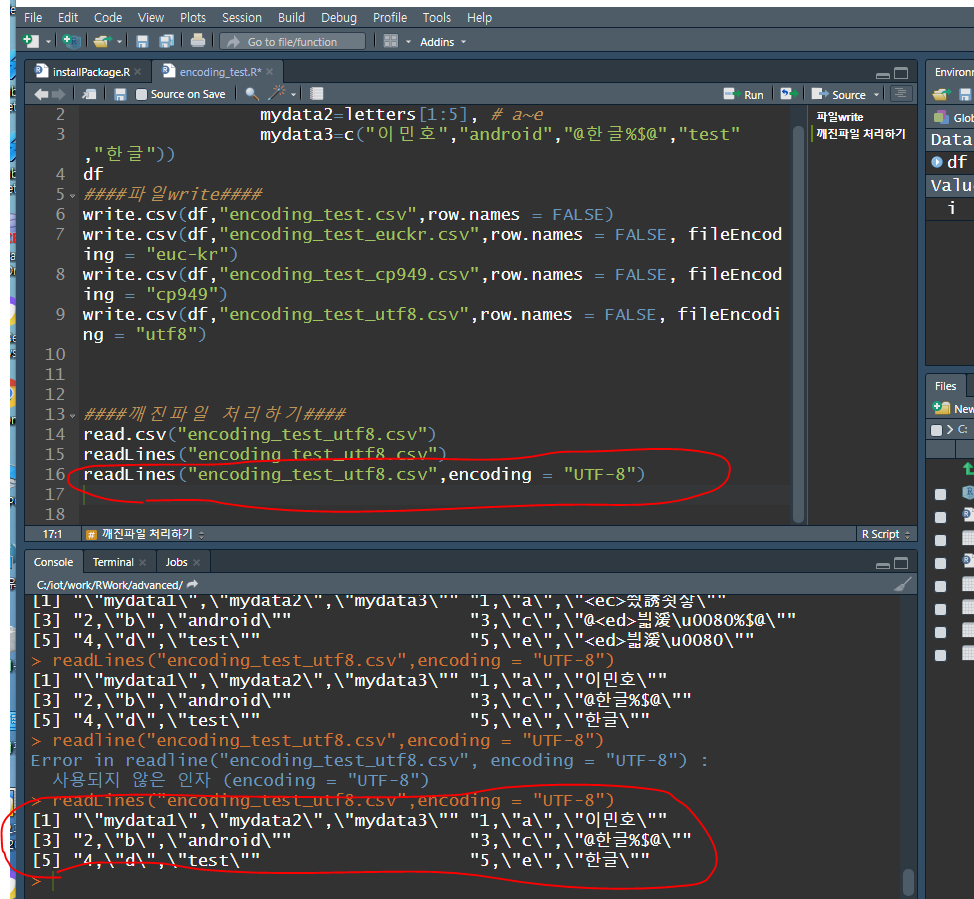 File Edit Code View Plots Session Build Debug Profile Tools Help
Go to file/function Addins
installPackage.R encoding_test.R*
Source on Save Run Source
2 mydata2=letters[1:5], # a~e
3 mydata3=c("이민호","android","@한글%$@","test"
,"한글"))
4 df
5 ####파일write####
6 write.csv(df,"encoding_test.csv",row.names = FALSE)
7 write.csv(df,"encoding_test_euckr.csv",row.names = FALSE, fileEncod
ing = "euc-kr")
8 write.csv(df,"encoding_test_cp949.csv",row.names = FALSE, fileEncod
ing = "cp949")
9 write.csv(df,"encoding_test_utf8.csv",row.names = FALSE, fileEncodi
ng = "utf8")
10
11
12
13 ####깨진파일 처리하기####
14 read.csv("encoding_test_utf8.csv")
15 readLines("encoding_test_utf8.csv")
16 readLines("encoding_test_utf8.csv",encoding = "UTF-8")
17
18
파일write
깨진파일 처리하기
17:1 # 깨진파일 처리하기 R Script
Console Terminal Jobs
C:/iot/work/RWork/advanced/
[1] "\"mydata1\",\"mydata2\",\"mydata3\"" "1,\"a\",\"<ec>
[3] "2,\"b\",\"android\"" "3,\"c\",\"@<ed>\u0080%$@\""
[5] "4,\"d\",\"test\"" "5,\"e\",\"<ed>\u0080\""
> readLines("encoding_test_utf8.csv",encoding = "UTF-8")
[1] "\"mydata1\",\"mydata2\",\"mydata3\"" "1,\"a\",\"이민호\""
[3] "2,\"b\",\"android\"" "3,\"c\",\"@한글%$@\""
[5] "4,\"d\",\"test\"" "5,\"e\",\"한글\""
> readline("encoding_test_utf8.csv",encoding = "UTF-8")
Error in readline("encoding_test_utf8.csv", encoding = "UTF-8") :
사용되지 않은 인자 (encoding = "UTF-8")
> readLines("encoding_test_utf8.csv",encoding = "UTF-8")
[1] "\"mydata1\",\"mydata2\",\"mydata3\"" "1,\"a\",\"이민호\""
[3] "2,\"b\",\"android\"" "3,\"c\",\"@한글%$@\""
[5] "4,\"d\",\"test\"" "5,\"e\",\"한글\""
>
Environ
Glob
Data
df
Valu
i
Files
New
C: